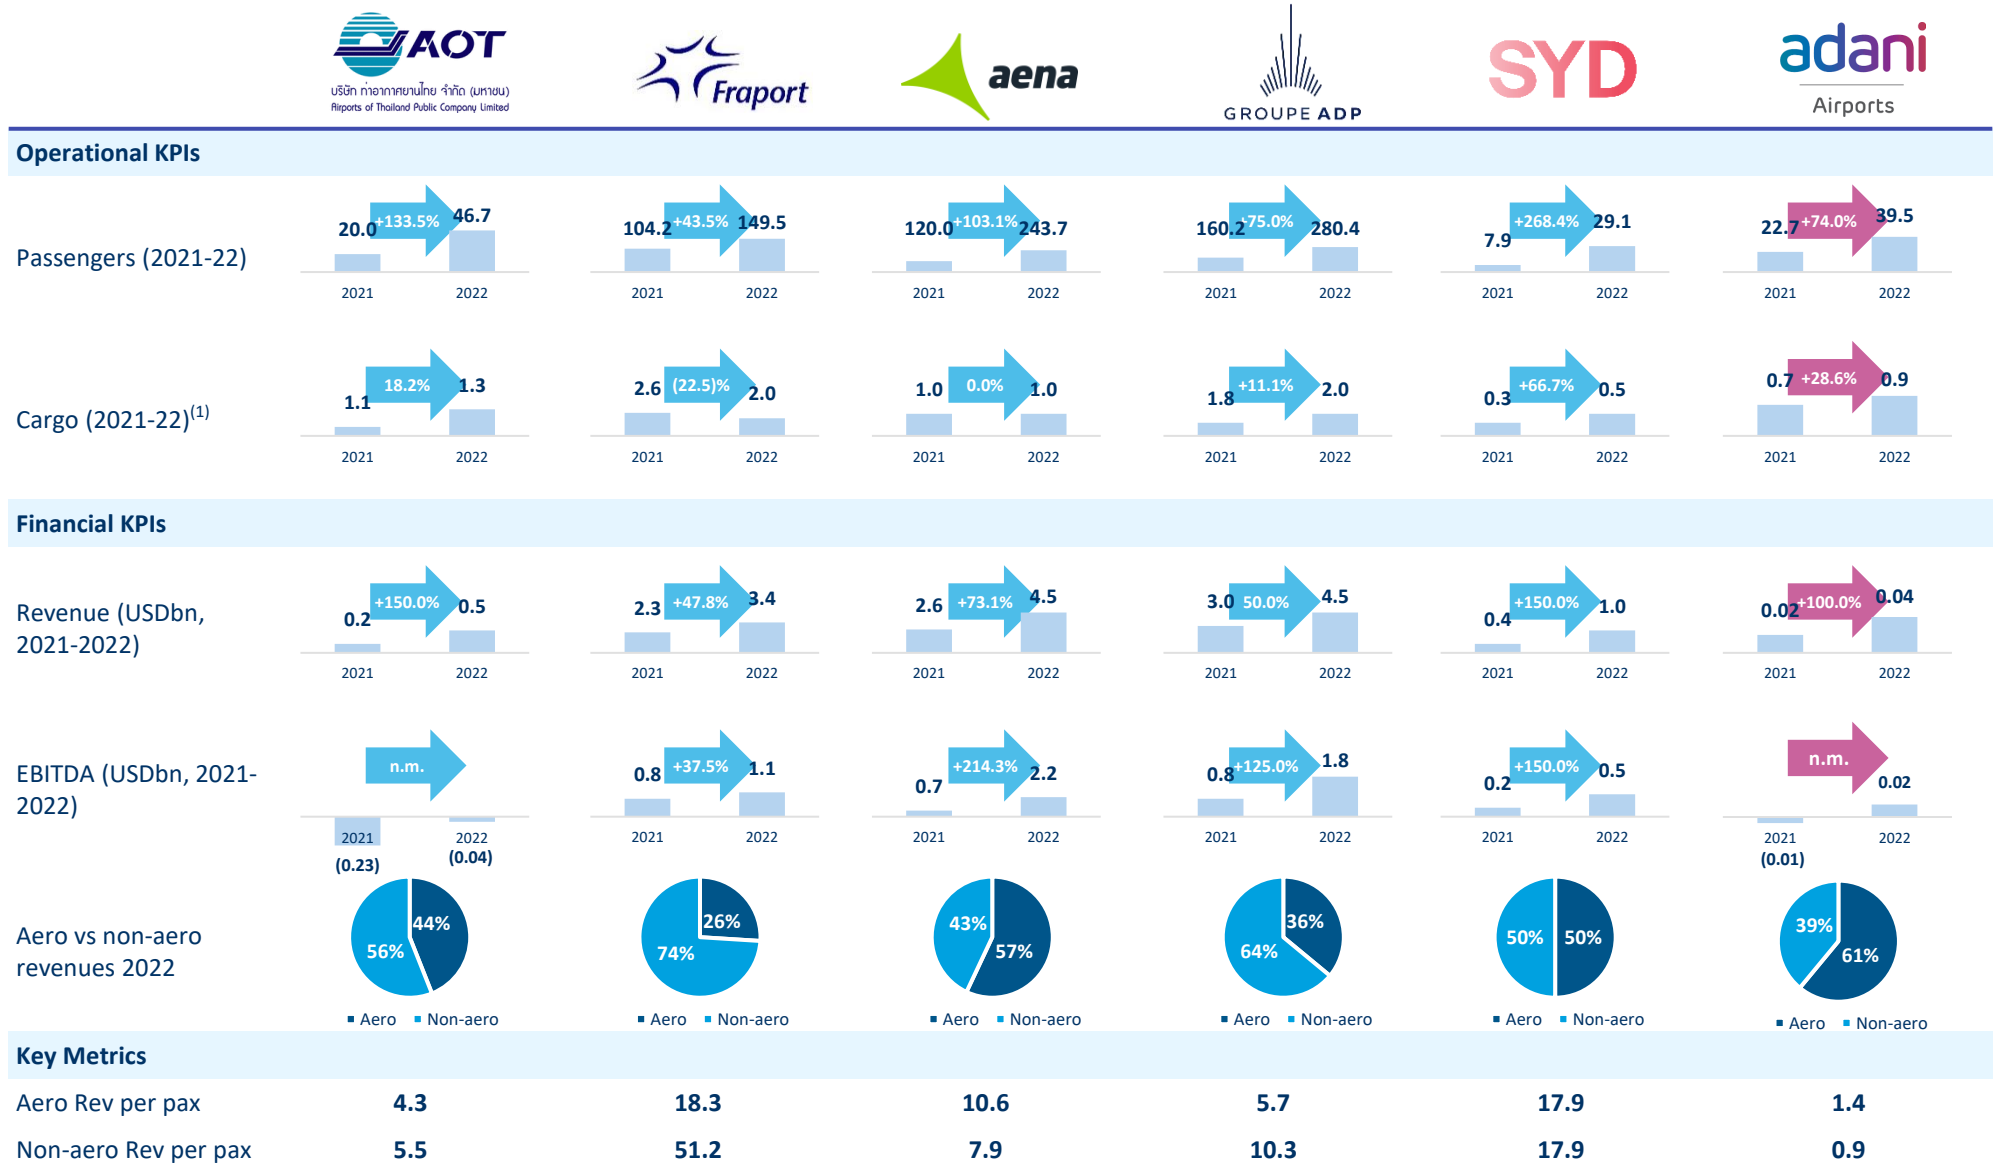 AOT
บริษัท ท่าอากาศยานไทย จำกัด (มหาชน)
Airports of Thailand Public Company Limited
Fraport
aena
GROUPE ADP
SYD
adani
Airports
Operational KPIs
Passengers (2021-22)
20.0 +133.5% 46.7
2021 2022
104.2 +43.5% 149.5
2021 2022
120.0 +103.1% 243.7
2021 2022
160.2 +75.0% 280.4
2021 2022
7.9 +268.4% 29.1
2021 2022
22.7 +74.0% 39.5
2021 2022
Cargo (2021-22)(1)
1.1 18.2% 1.3
2021 2022
2.6 (22.5)% 2.0
2021 2022
1.0 0.0% 1.0
2021 2022
1.8 +11.1% 2.0
2021 2022
0.3 +66.7% 0.5
2021 2022
0.7 +28.6% 0.9
2021 2022
Financial KPIs
Revenue (USDbn,
2021-2022)
0.2 +150.0% 0.5
2021 2022
2.3 +47.8% 3.4
2021 2022
2.6 +73.1% 4.5
2021 2022
3.0 50.0% 4.5
2021 2022
0.4 +150.0% 1.0
2021 2022
0.02 +100.0% 0.04
2021 2022
EBITDA (USDbn, 2021-
2022)
n.m.
2021 2022
(0.23) (0.04)
0.8 +37.5% 1.1
2021 2022
0.7 +214.3% 2.2
2021 2022
0.8 +125.0% 1.8
2021 2022
0.2 +150.0% 0.5
2021 2022
n.m.
0.02
2021 2022
(0.01)
Aero vs non-aero
revenues 2022
44%
56%
Aero Non-aero
26%
74%
Aero Non-aero
43%
57%
Aero Non-aero
36%
64%
Aero Non-aero
50% 50%
Aero Non-aero
39%
61%
Aero Non-aero
Key Metrics
Aero Rev per pax 4.3 18.3 10.6 5.7 17.9 1.4
Non-aero Rev per pax 5.5 51.2 7.9 10.3 17.9 0.9